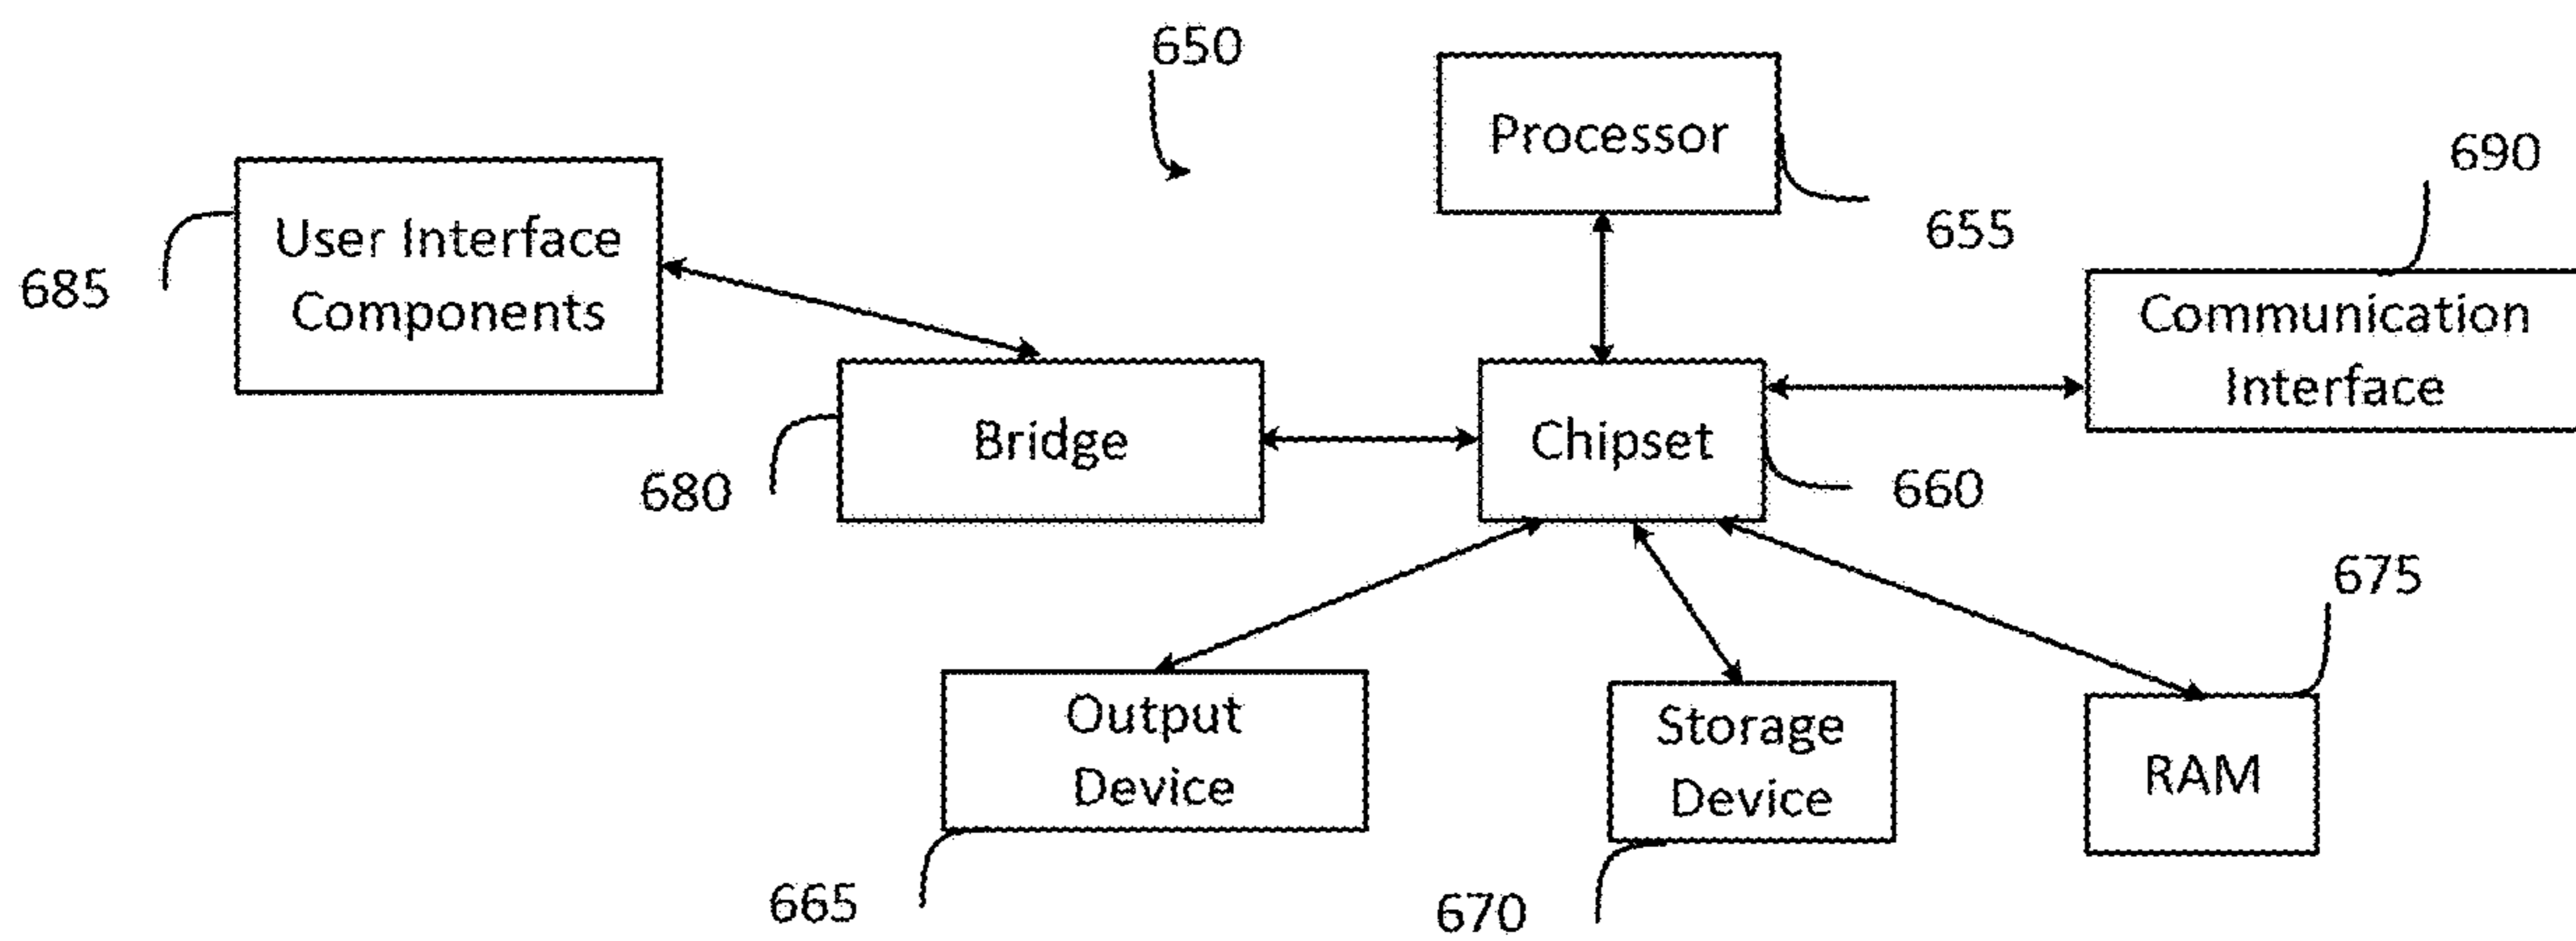 650
Processor
690
655
User Interface
Components
685
Communication
Interface
Bridge
Chipset
680
660
675
Output
Device
Storage
Device
RAM
665
670